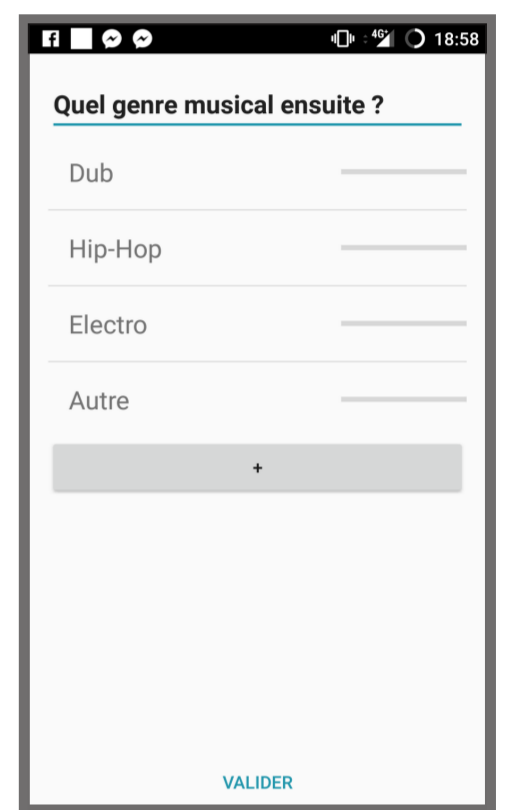 4G+ 18:58
Quel genre musical ensuite ?
Dub
Hip-Hop
Electro
Autre
+
VALIDER